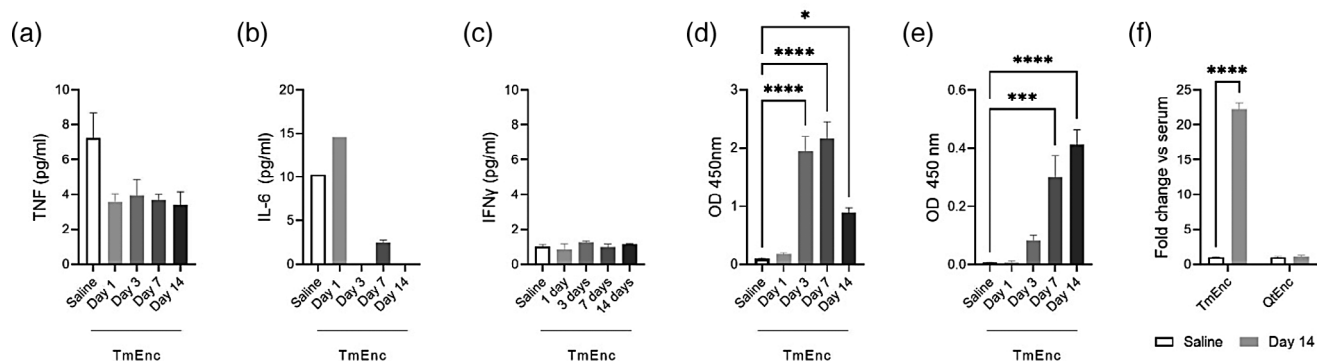 (a)
TNF (pg/ml)
10
8
6
4
2
0
Saline
Day 1
Day 3
Day 7
Day 14
TmEnc
(b)
IL-6 (pg/ml)
20
15
10
5
0
Saline
Day 1
Day 3
Day 7
Day 14
TmEnc
(c)
IFNγ (pg/ml)
10
8
6
4
2
0
Saline
1 day
3 days
7 days
14 days
TmEnc
(d)
*
****
****
OD 450nm
3
2
1
0
Saline
Day 1
Day 3
Day 7
Day 14
TmEnc
(e)
****
***
OD 450 nm
0.6
0.4
0.2
0.0
Saline
Day 1
Day 3
Day 7
Day 14
TmEnc
(f)
****
Fold change vs serum
25
20
15
10
5
0
TmEnc
QtEnc
Saline
Day 14